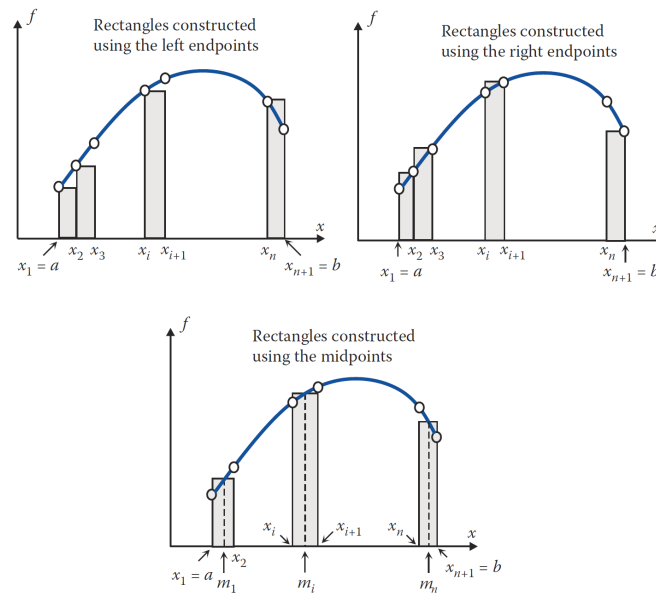 f
Rectangles constructed
using the left endpoints
x
x₁ = a
x₂
x₃
xᵢ
xᵢ₊₁
xₙ
xₙ₊₁ = b
f
Rectangles constructed
using the right endpoints
x
x₁ = a
x₂
x₃
xᵢ
xᵢ₊₁
xₙ
xₙ₊₁ = b
f
Rectangles constructed
using the midpoints
x
x₁ = a
x₂
m₁
xᵢ
xᵢ₊₁
mᵢ
xₙ
xₙ₊₁ = b
mₙ